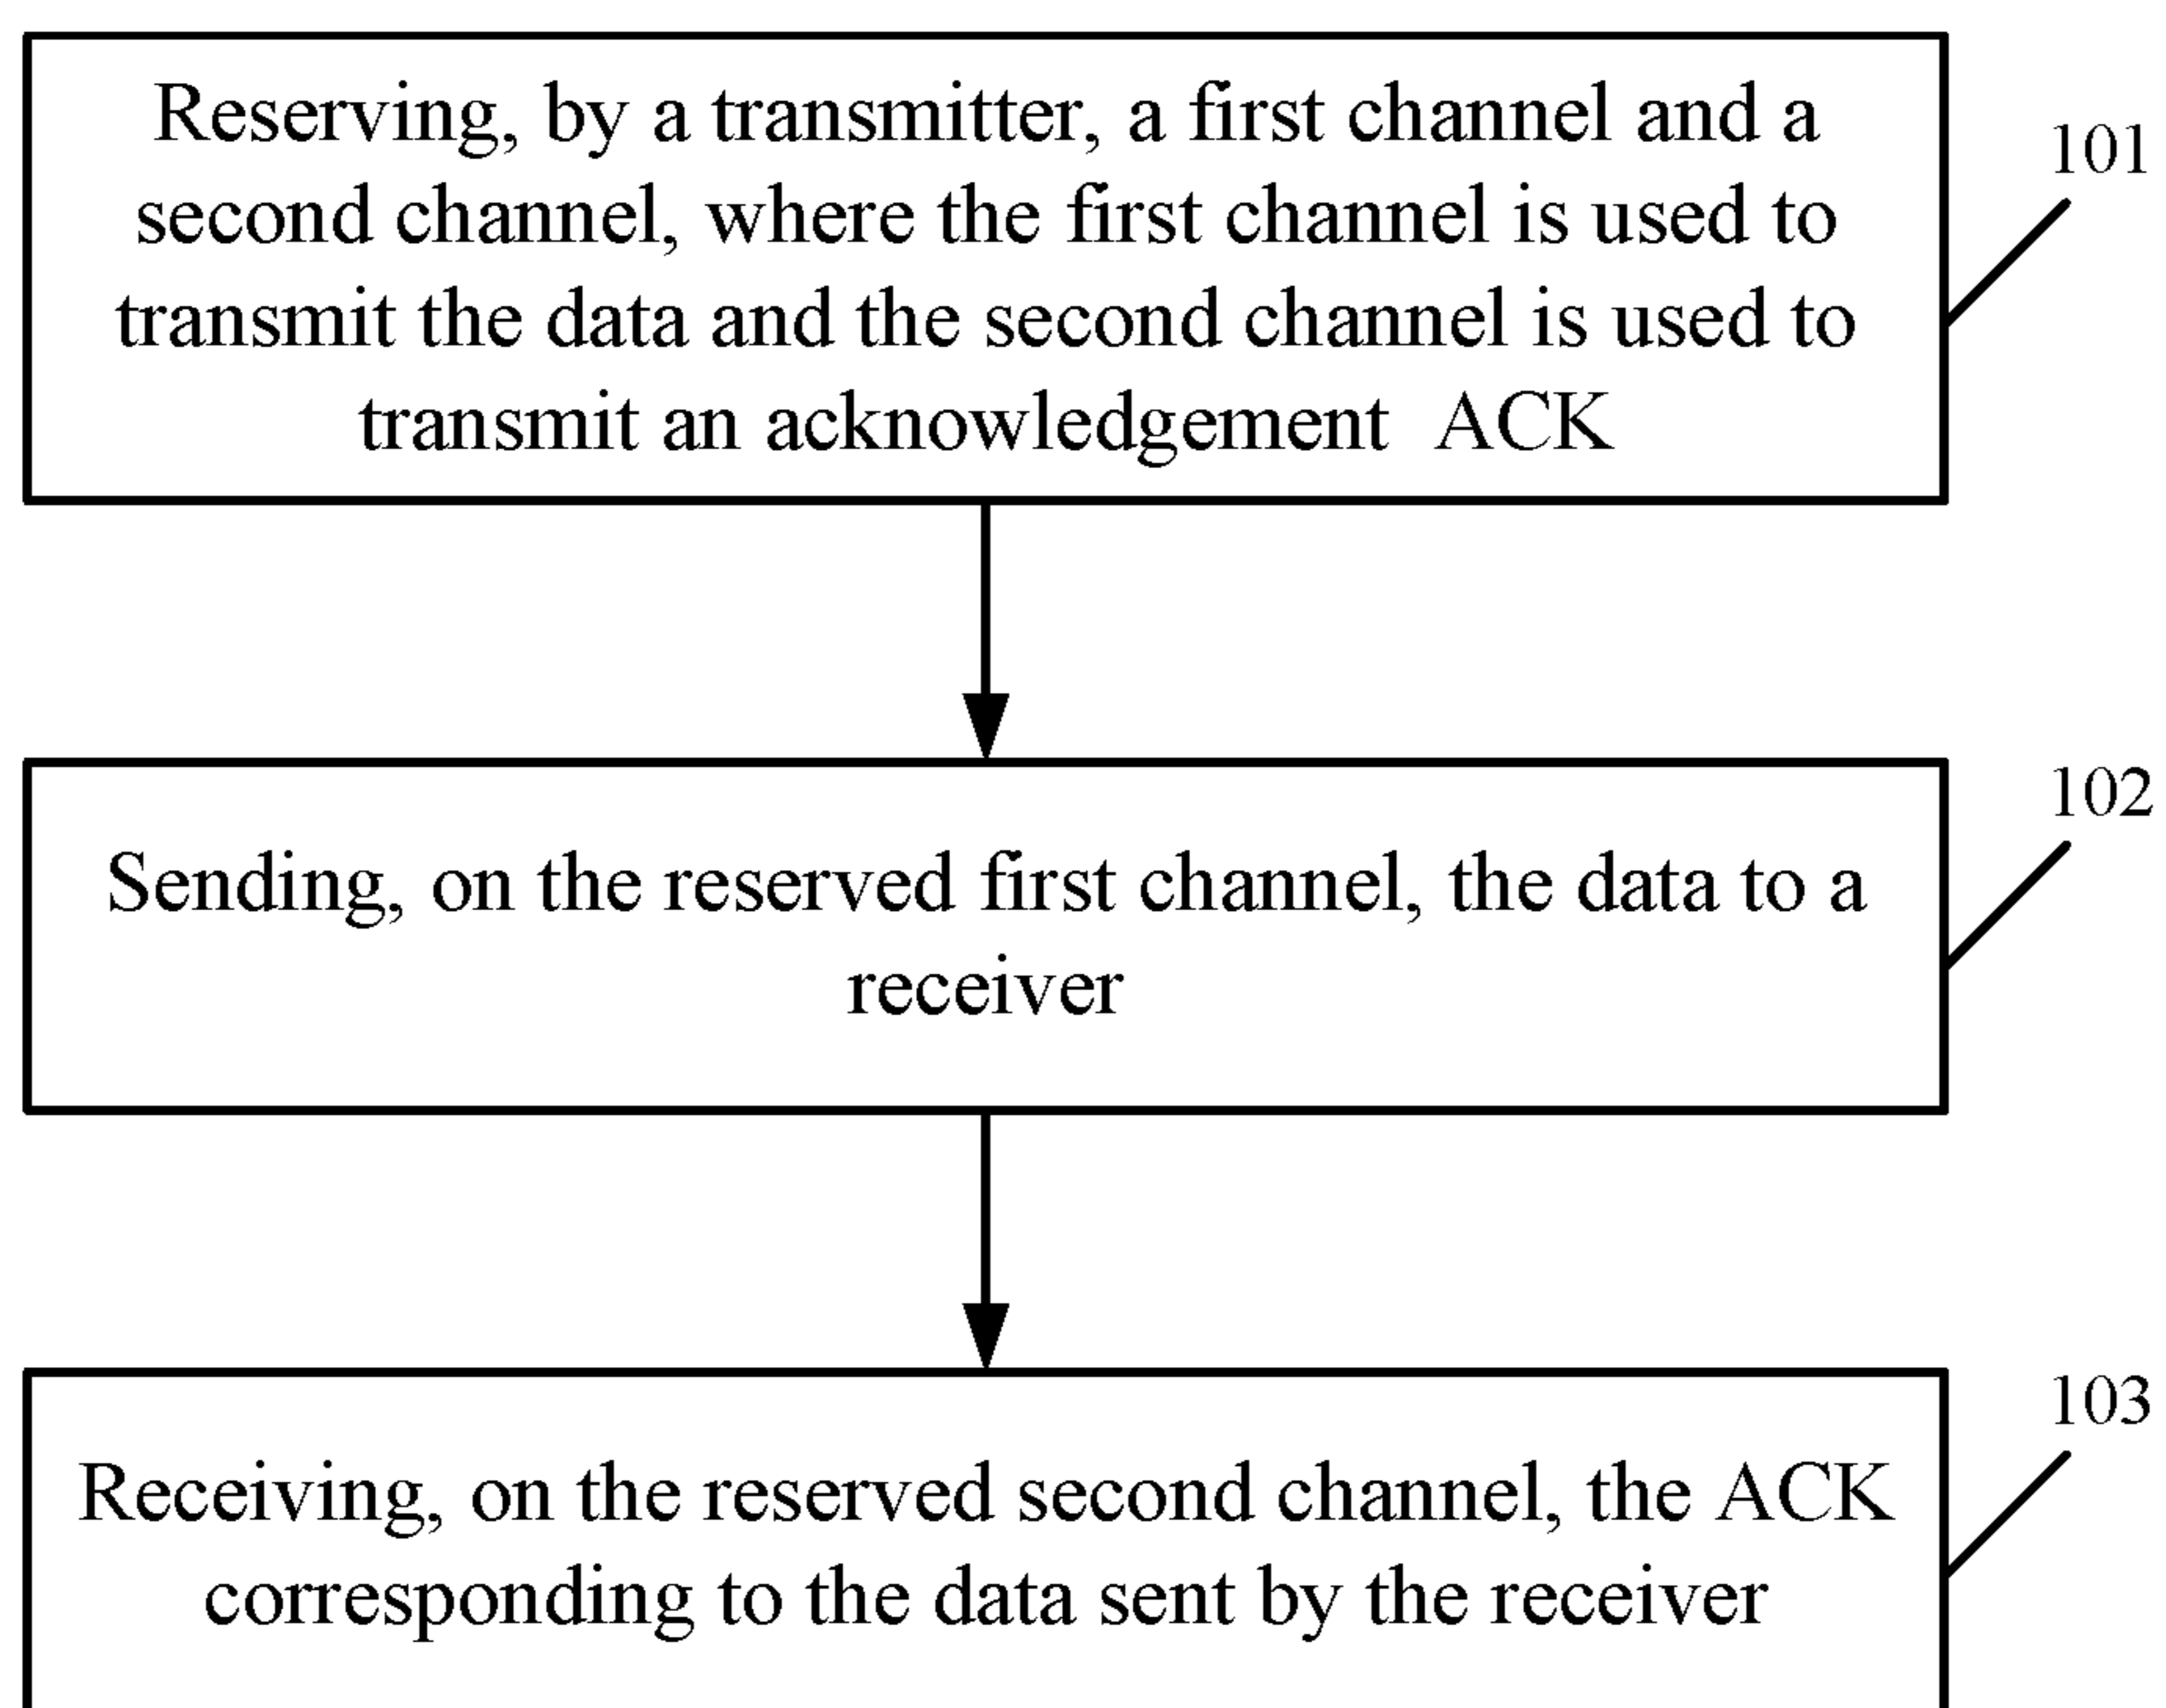 Reserving, by a transmitter, a first channel and a
second channel, where the first channel is used to
transmit the data and the second channel is used to
transmit an acknowledgement ACK
101
Sending, on the reserved first channel, the data to a
receiver
102
Receiving, on the reserved second channel, the ACK
corresponding to the data sent by the receiver
103